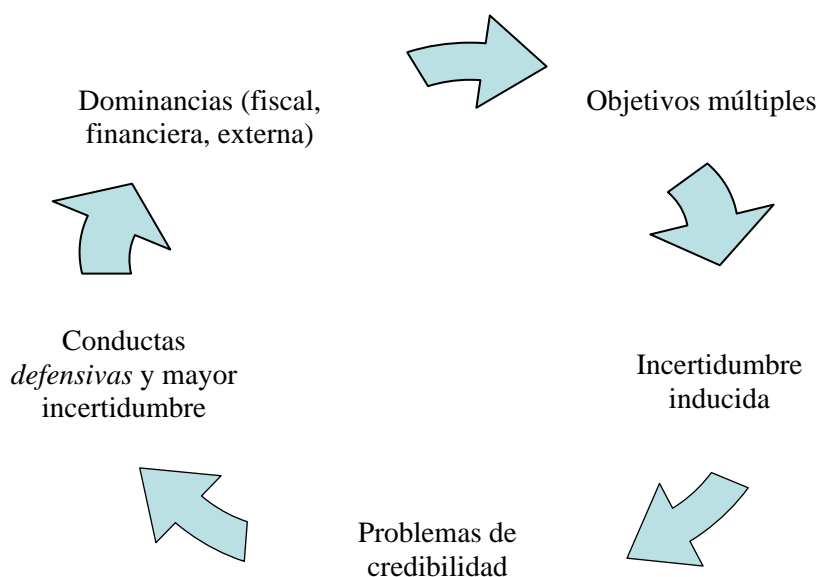 Dominancias (fiscal,
financiera, externa)
Objetivos múltiples
Incertidumbre
inducida
Problemas de
credibilidad
Conductas
defensivas y mayor
incertidumbre